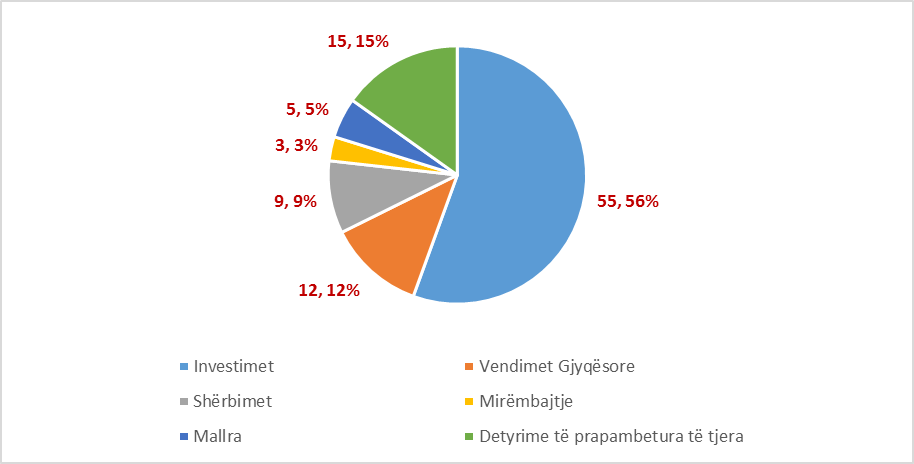 15, 15%
5, 5%
3, 3%
9, 9%
12, 12%
55, 56%
Investimet
Vendimet Gjyqësore
Shërbimet
Mirëmbajtje
Mallra
Detyrime të prapambetura të tjera